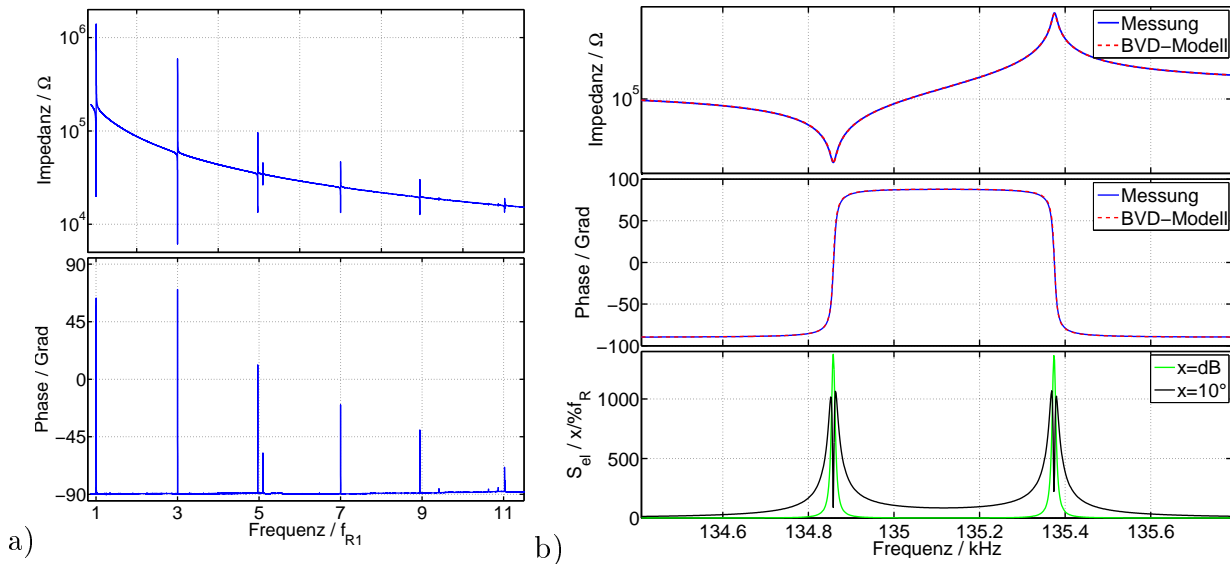 10^6
10^5
10^4
Impedanz / Ω
90
45
0
−45
−90
Phase / Grad
1 3 5 7 9 11
Frequenz / f_R1
a)
10^5
Impedanz / Ω
Messung
BVD−Modell
100
50
0
−50
−100
Phase / Grad
Messung
BVD−Modell
1000
500
0
S_el / x/%f_R
x=dB
x=10°
134.6 134.8 135 135.2 135.4 135.6
Frequenz / kHz
b)